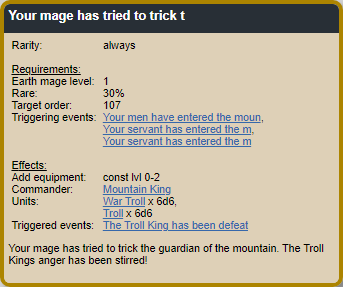 Your mage has tried to trick t
Rarity: always
Requirements:
Earth mage level: 1
Rare: 30%
Target order: 107
Triggering events: Your men have entered the moun,
Your servant has entered the m,
Your servant has entered the m
Effects:
Add equipment: const lvl 0-2
Commander: Mountain King
Units: War Troll x 6d6,
Troll x 6d6
Triggered events: The Troll King has been defeat
Your mage has tried to trick the guardian of the mountain. The Troll
Kings anger has been stirred!